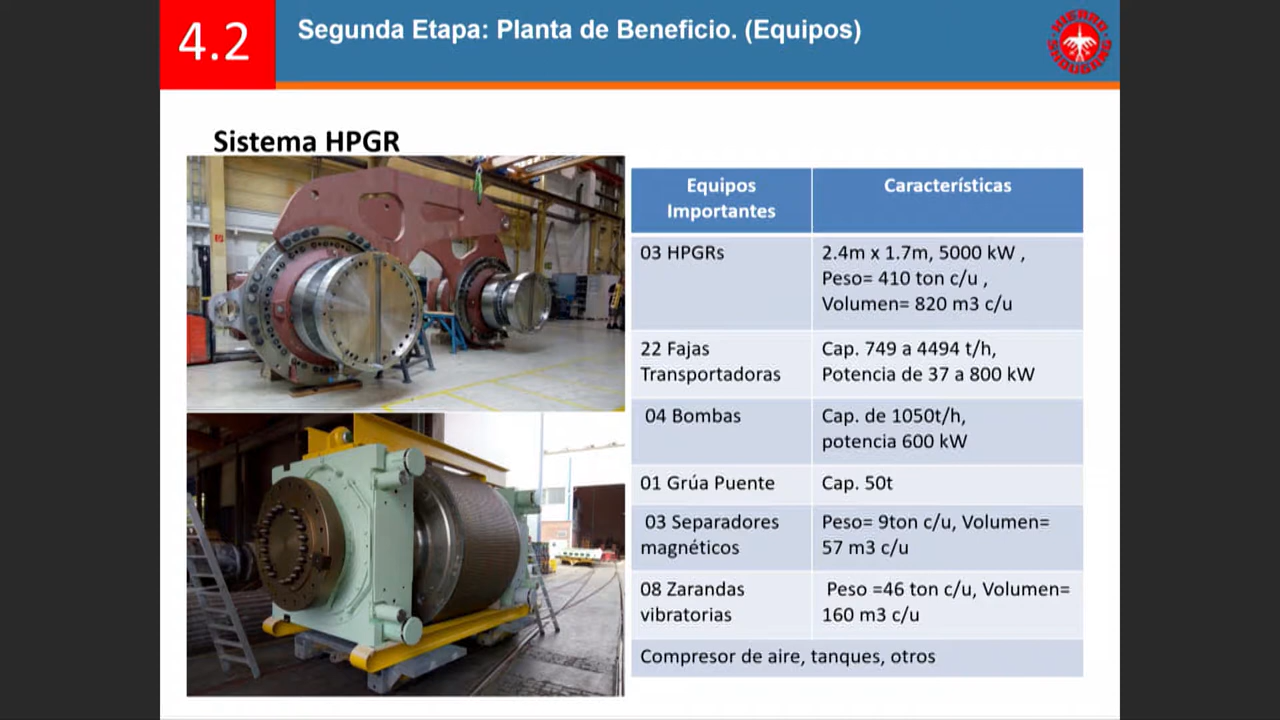 4.2
Segunda Etapa: Planta de Beneficio. (Equipos)
HIERRO
SHOUGANG
Sistema HPGR
Equipos
Importantes
Características
03 HPGRs
2.4m x 1.7m, 5000 kW ,
Peso= 410 ton c/u ,
Volumen= 820 m3 c/u
22 Fajas
Transportadoras
Cap. 749 a 4494 t/h,
Potencia de 37 a 800 kW
04 Bombas
Cap. de 1050t/h,
potencia 600 kW
01 Grúa Puente
Cap. 50t
03 Separadores
magnéticos
Peso= 9ton c/u, Volumen=
57 m3 c/u
08 Zarandas
vibratorias
Peso =46 ton c/u, Volumen=
160 m3 c/u
Compresor de aire, tanques, otros